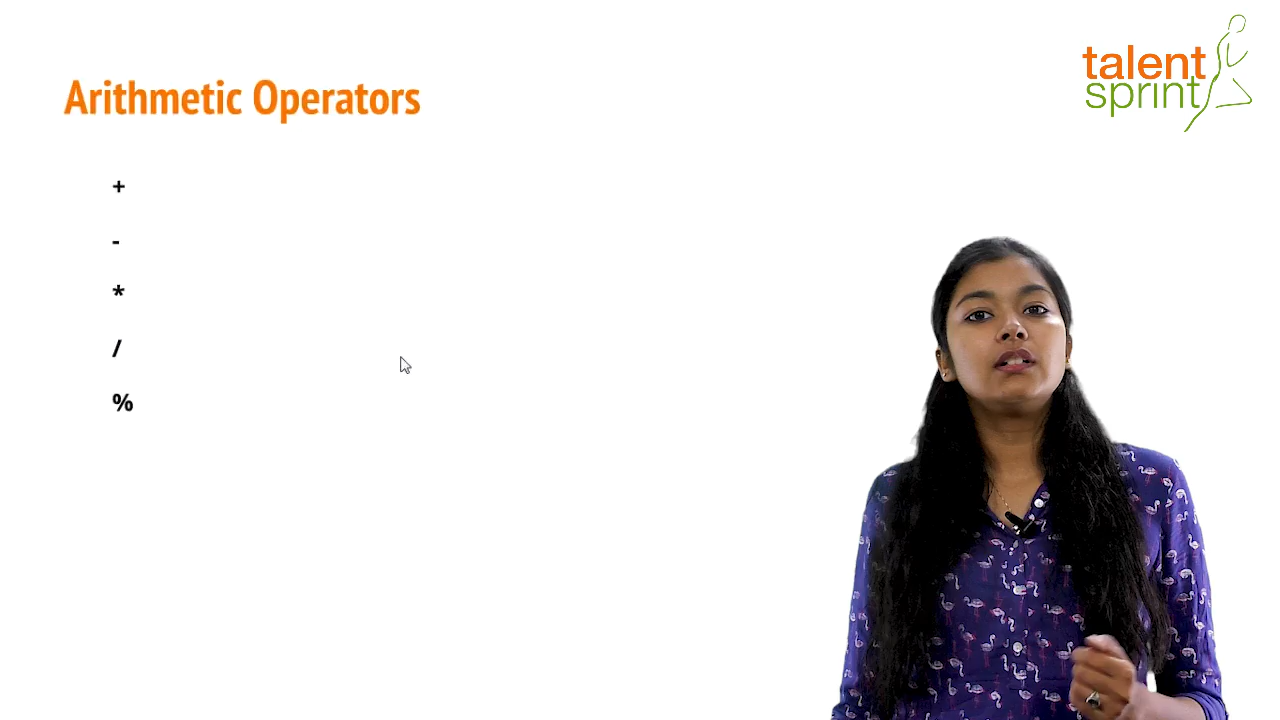 talent
sprint
Arithmetic Operators
+
-
*
/
%